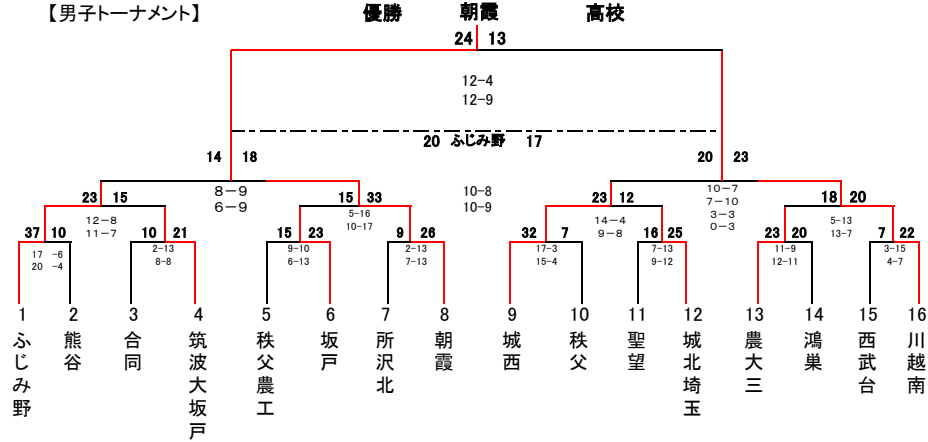 【男子トーナメント】 優勝 朝霞 高校
24 13
12-4
12-9
20 ふじみ野 17
14 18 20 23
8-9 10-8 10-7
6-9 10-9 7-10
3-3
0-3
23 15 15 33 23 12 18 20
12-8 5-16 14-4 5-13
11-7 10-17 9-8 13-7
37 10 10 21 15 23 9 26 32 7 16 25 23 20 7 22
17 -6 2-13 9-10 2-13 17-3 7-13 11-9 3-15
20 -4 8-8 6-13 7-13 15-4 9-12 12-11 4-7
1 2 3 4 5 6 7 8 9 10 11 12 13 14 15 16
ふじみ野
熊谷
合同
筑波大坂戸
秩父農工
坂戸
所沢北
朝霞
城西
秩父
聖望
城北埼玉
農大三
鴻巣
西武台
川越南